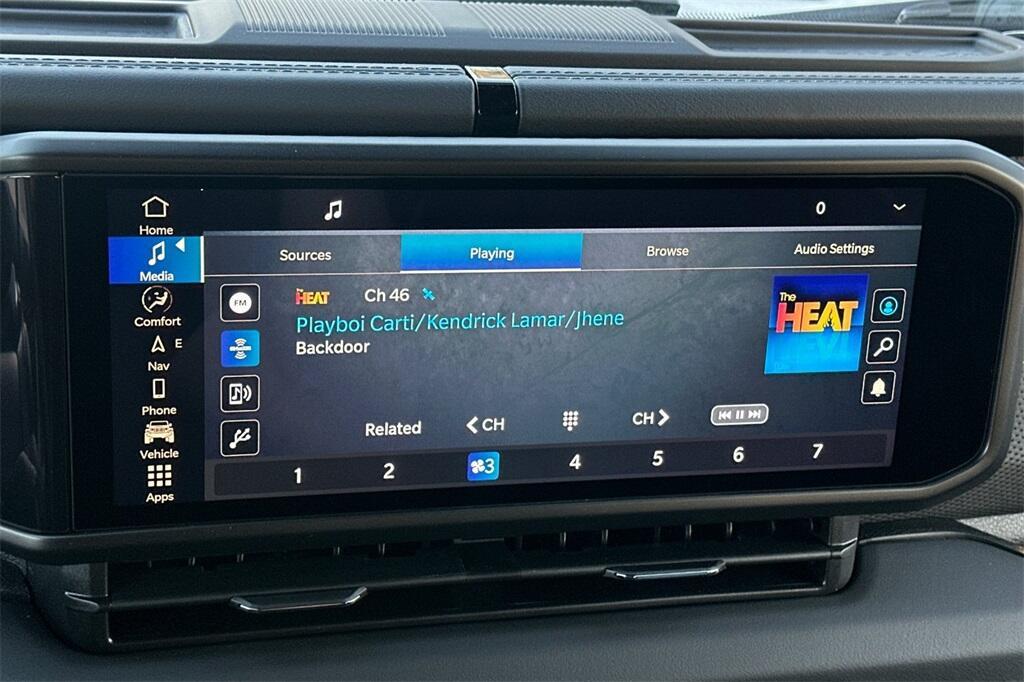 0
Home
Media
Comfort
E
Nav
Phone
Vehicle
Apps
Sources
Playing
Browse
Audio Settings
FM
The HEAT
Ch 46
Playboi Carti/Kendrick Lamar/Jhene
Backdoor
The
HEAT
Related
CH
CH
1
2
3
4
5
6
7